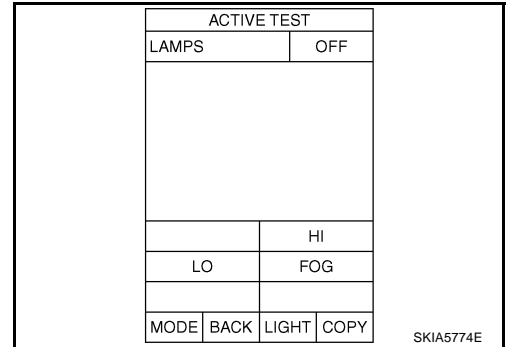 ACTIVE TEST
LAMPS OFF
HI
LO FOG
MODE BACK LIGHT COPY
SKIA5774E